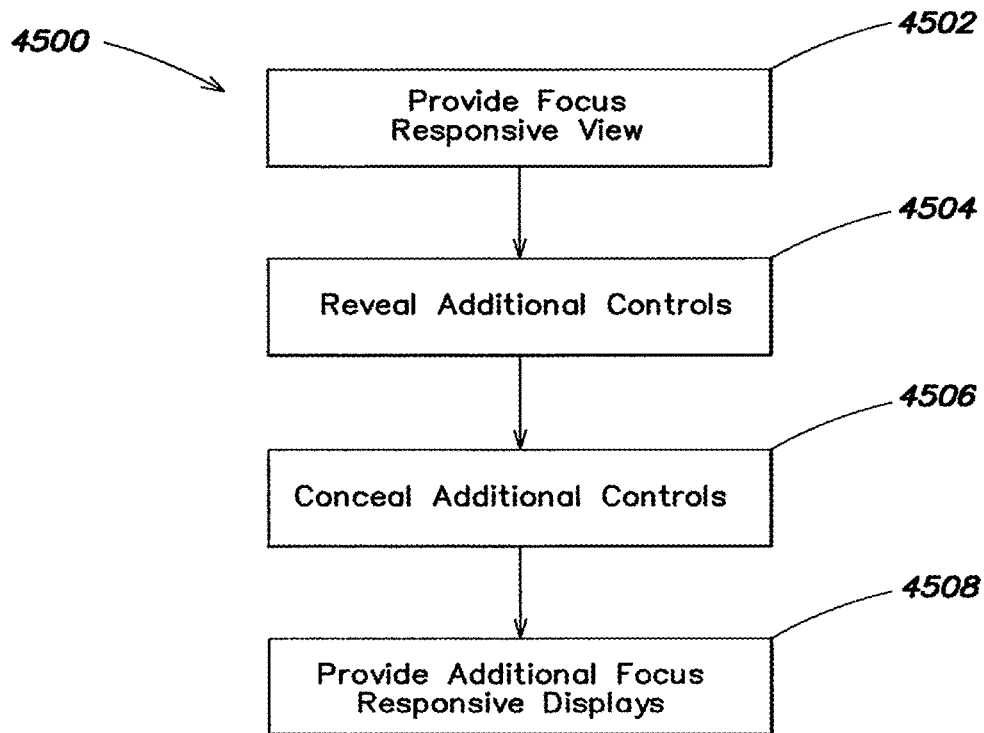 4500
4502
Provide Focus
Responsive View
4504
Reveal Additional Controls
4506
Conceal Additional Controls
4508
Provide Additional Focus
Responsive Displays